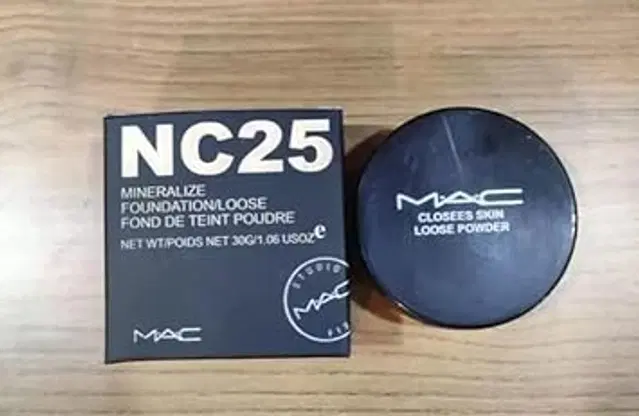 NC25
MINERALIZE
FOUNDATION/LOOSE
FOND DE TEINT POUDRE
NET WT/POIDS NET 30G/1.06 USOZ e
STUDIO
MAC
MAC
MAC
CLOSEES SKIN
LOOSE POWDER